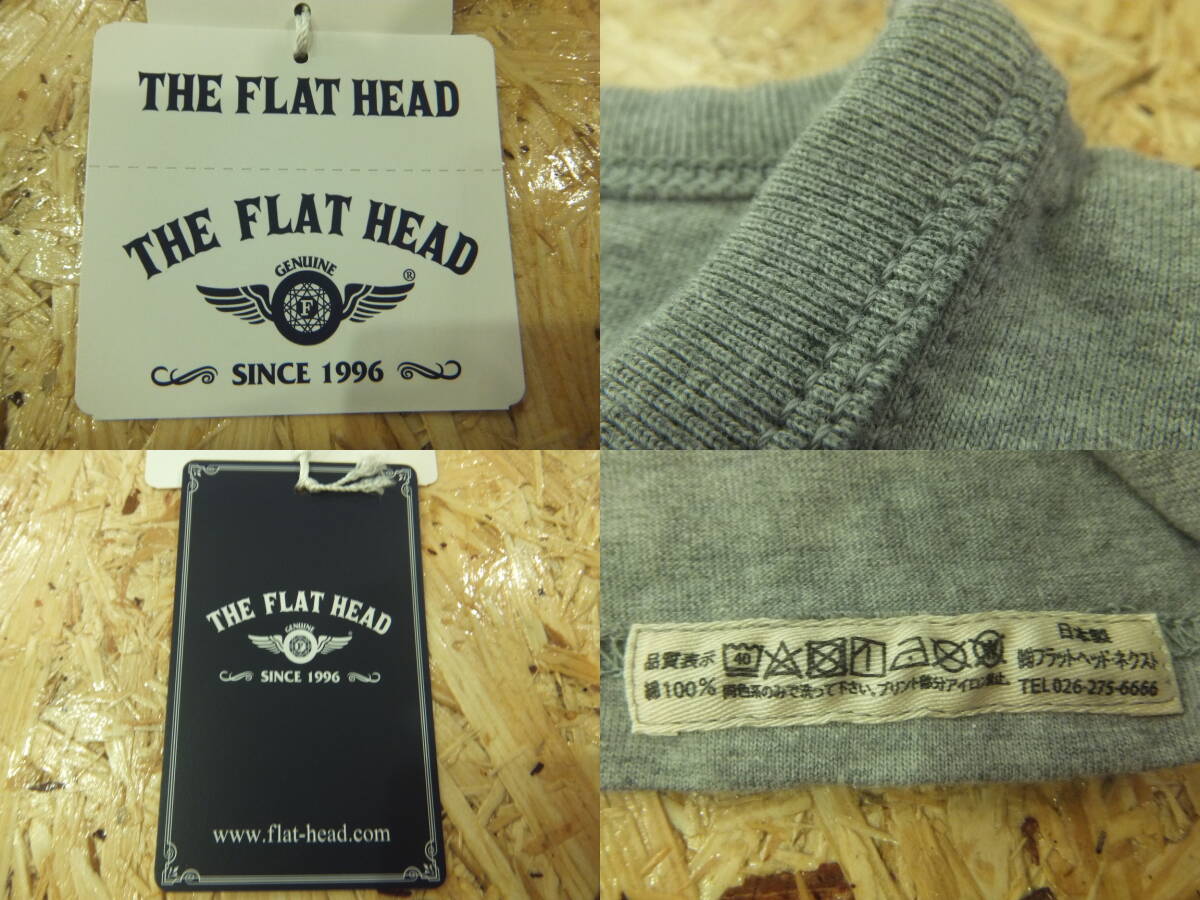 THE FLAT HEAD
THE FLAT HEAD
GENUINE
®
F
SINCE 1996
THE FLAT HEAD
GENUINE
F
SINCE 1996
www.flat-head.com
品質表示
綿100%
40
同色系のみで洗って下さい。プリント部分アイロン禁止。
日本製
㈱フラットヘッド・ネクスト
TEL 026-275-6666